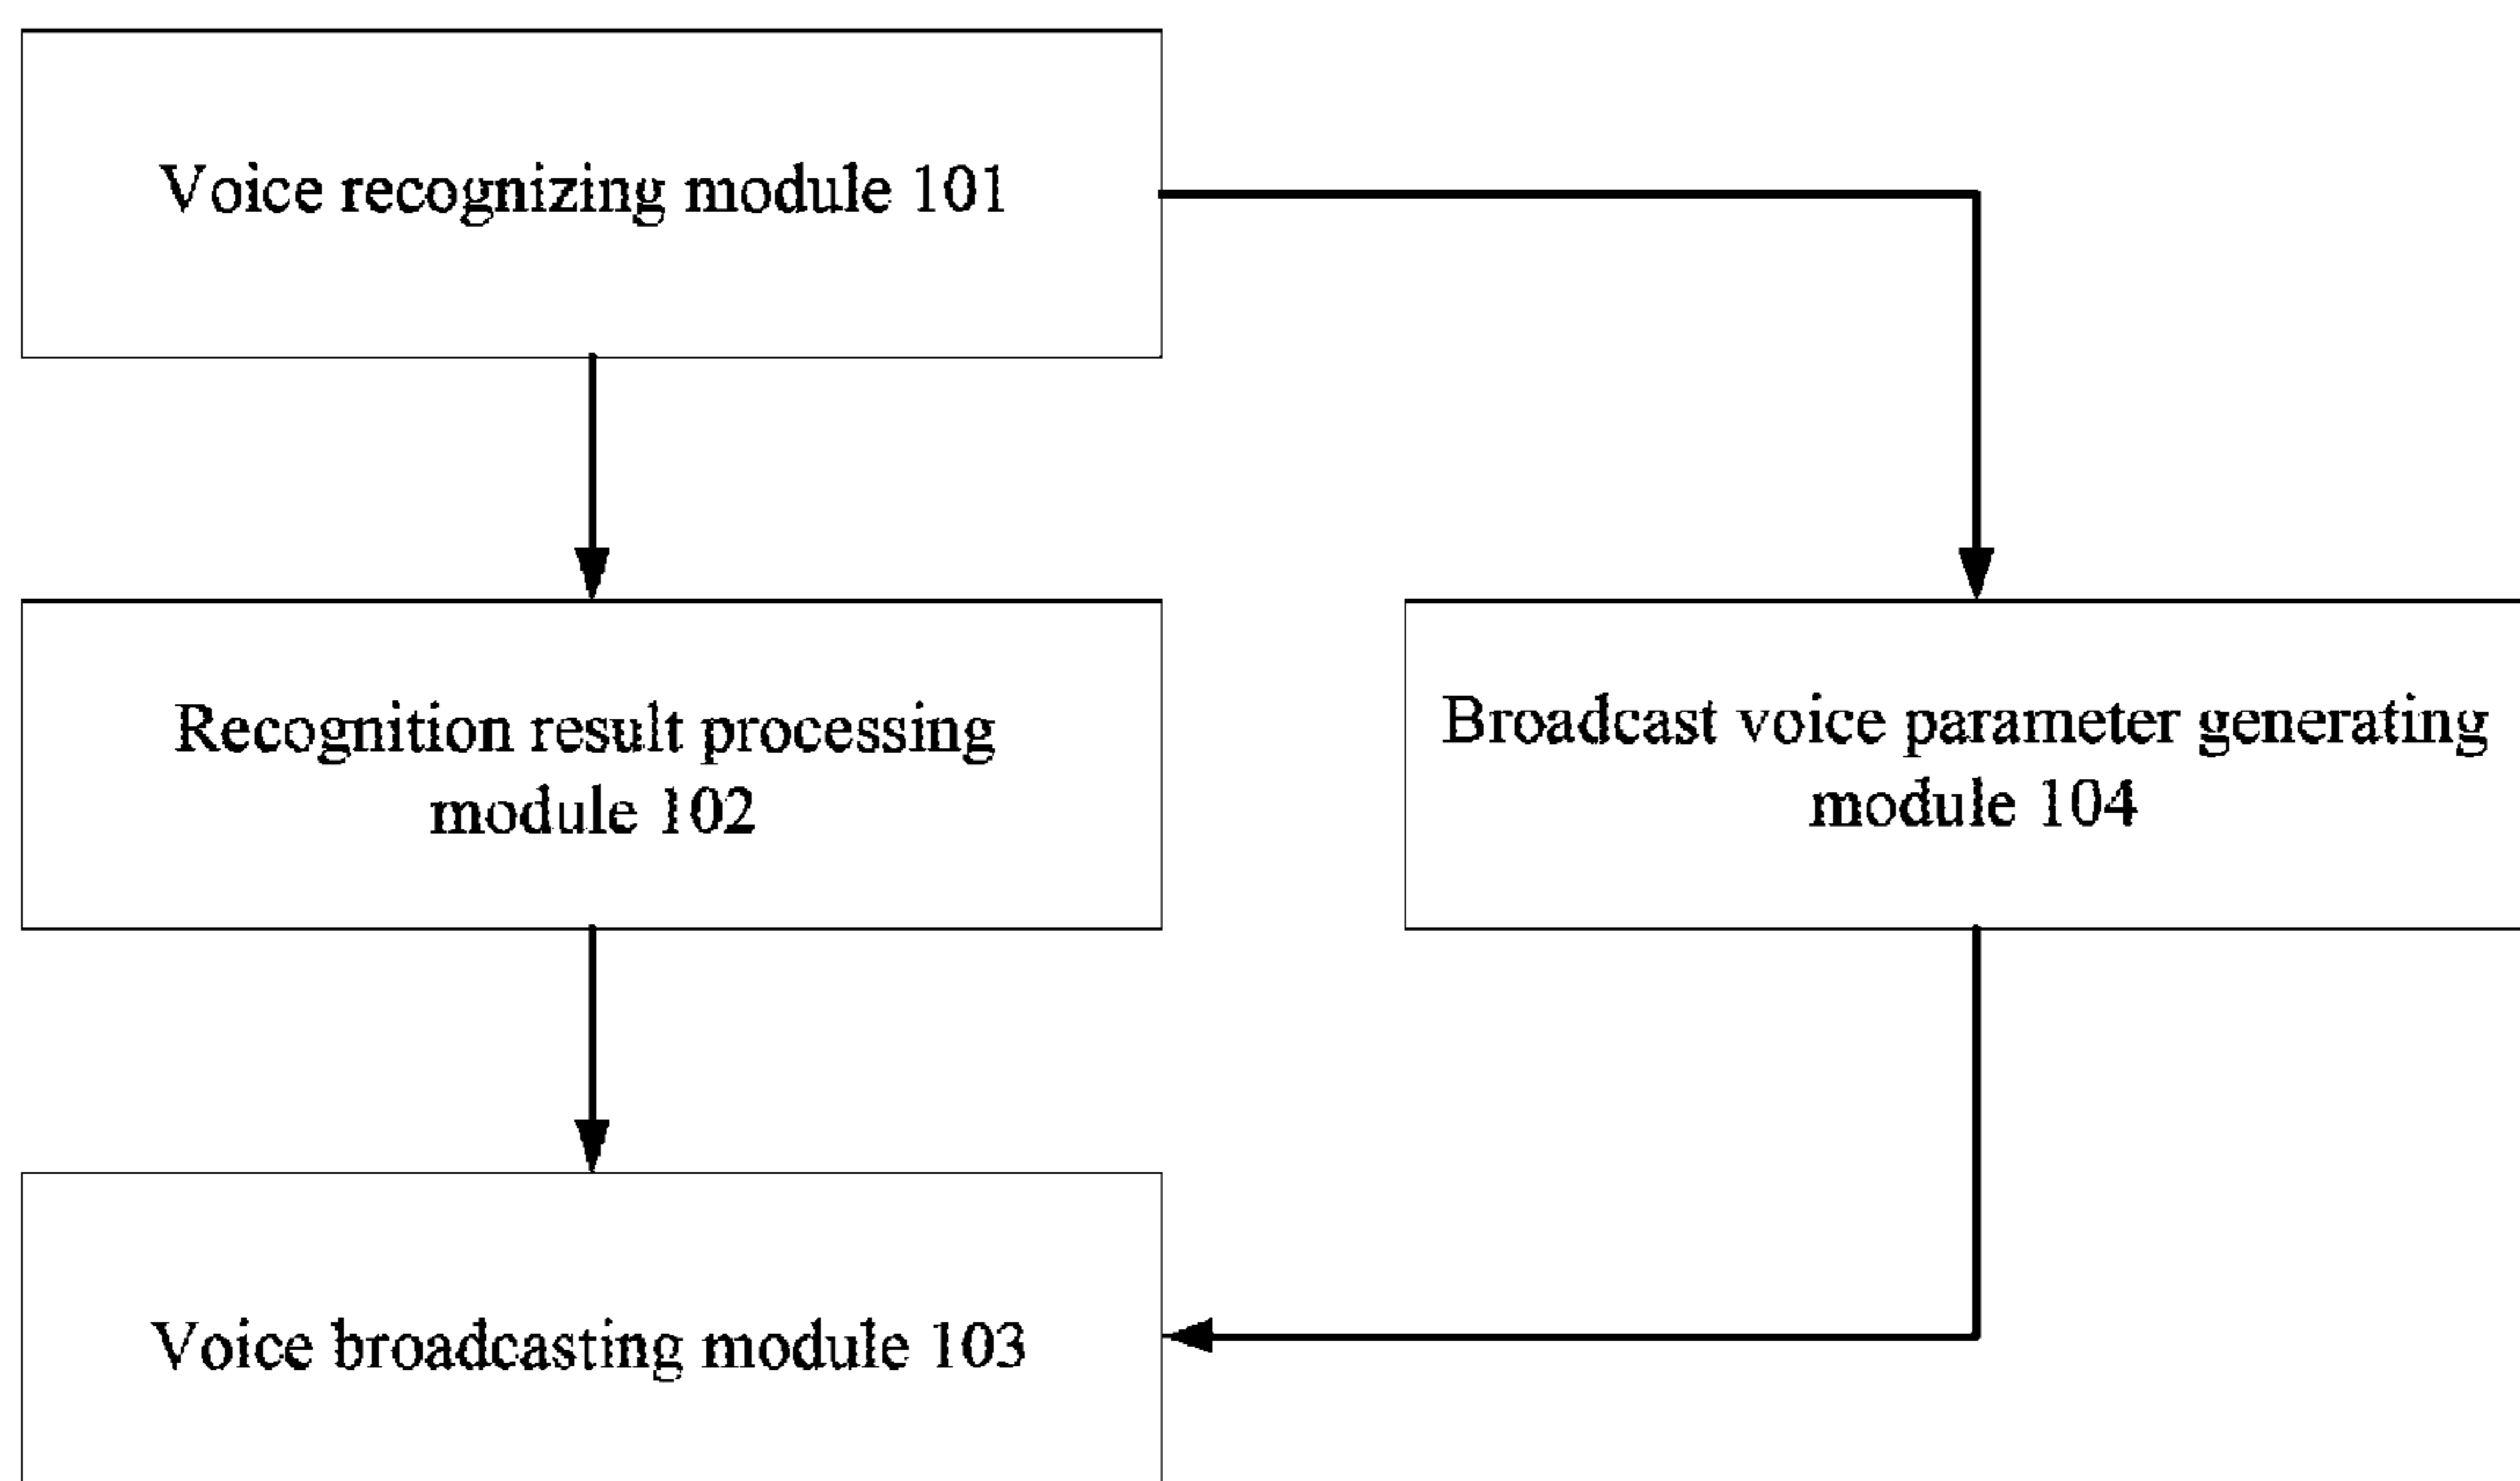 Voice recognizing module 101
Recognition result processing
module 102
Broadcast voice parameter generating
module 104
Voice broadcasting module 103